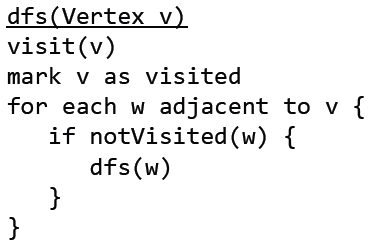 dfs(Vertex v)
visit(v)
mark v as visited
for each w adjacent to v {
   if notVisited(w) {
      dfs(w)
   }
}